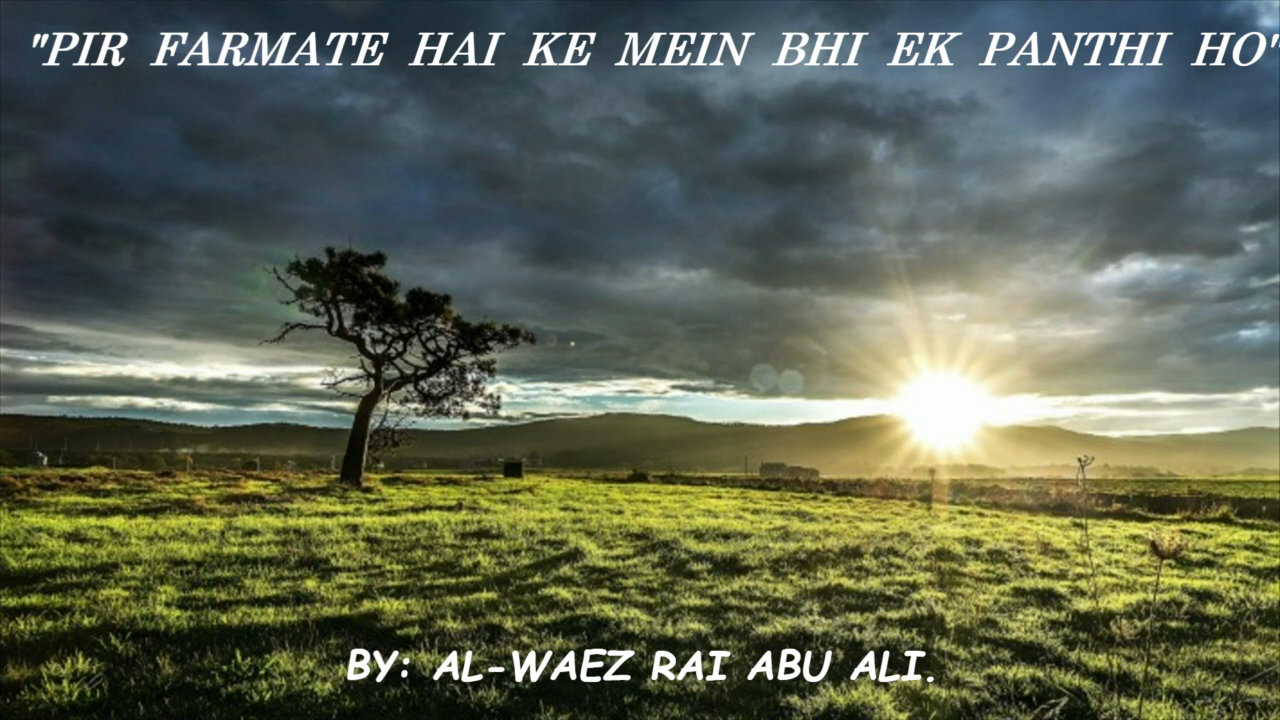 "PIR FARMATE HAI KE MEIN BHI EK PANTHI HO"
BY: AL-WAEZ RAI ABU ALI.